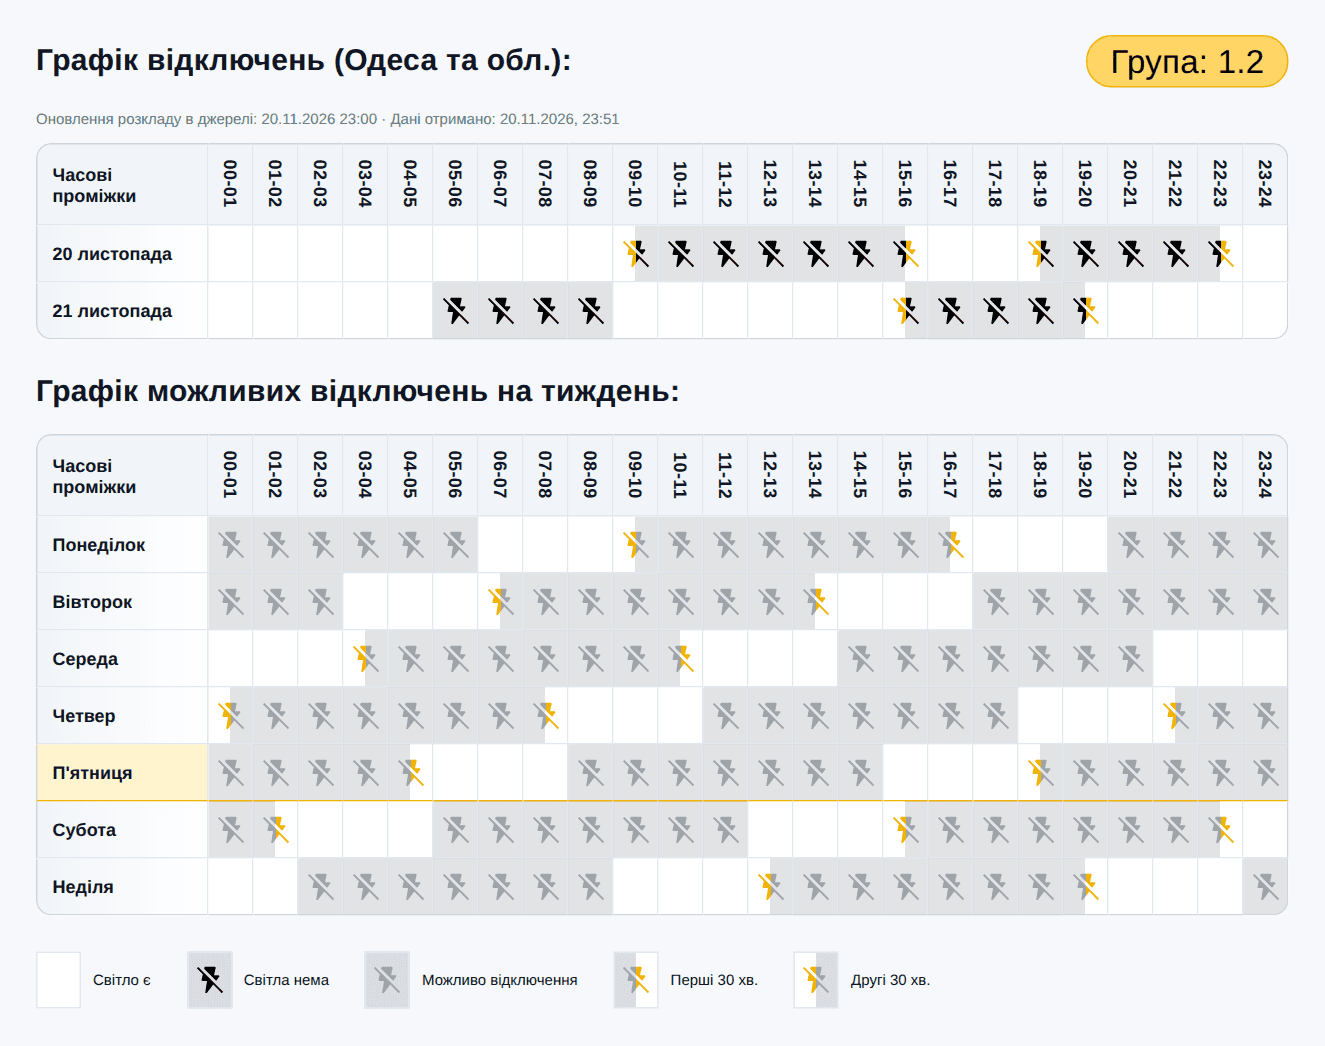 Графік відключень (Одеса та обл.):
Група: 1.2
Оновлення розкладу в джерелі: 20.11.2026 23:00 · Дані отримано: 20.11.2026, 23:51
Часові
проміжки
00-01 01-02 02-03 03-04 04-05 05-06 06-07 07-08 08-09 09-10 10-11 11-12 12-13 13-14 14-15 15-16 16-17 17-18 18-19 19-20 20-21 21-22 22-23 23-24
20 листопада
21 листопада
Графік можливих відключень на тиждень:
Часові
проміжки
00-01 01-02 02-03 03-04 04-05 05-06 06-07 07-08 08-09 09-10 10-11 11-12 12-13 13-14 14-15 15-16 16-17 17-18 18-19 19-20 20-21 21-22 22-23 23-24
Понеділок
Вівторок
Середа
Четвер
П'ятниця
Субота
Неділя
Світло є
Світла нема
Можливо відключення
Перші 30 хв.
Другі 30 хв.